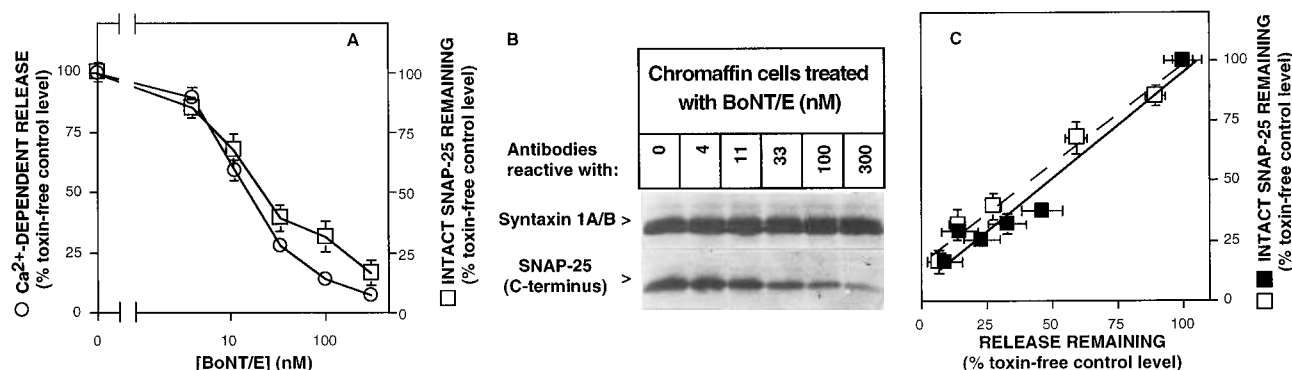 A
Ca2+-DEPENDENT RELEASE
(% toxin-free control level)
100
75
50
25
0
0
10
100
[BoNT/E] (nM)
100
75
50
25
0
INTACT SNAP-25 REMAINING
(% toxin-free control level)
B
Chromaffin cells treated
with BoNT/E (nM)
Antibodies
reactive with:
0
4
11
33
100
300
Syntaxin 1A/B >
SNAP-25 >
(C-terminus)
C
100
75
50
25
0
INTACT SNAP-25 REMAINING
(% toxin-free control level)
0
25
50
75
100
RELEASE REMAINING
(% toxin-free control level)